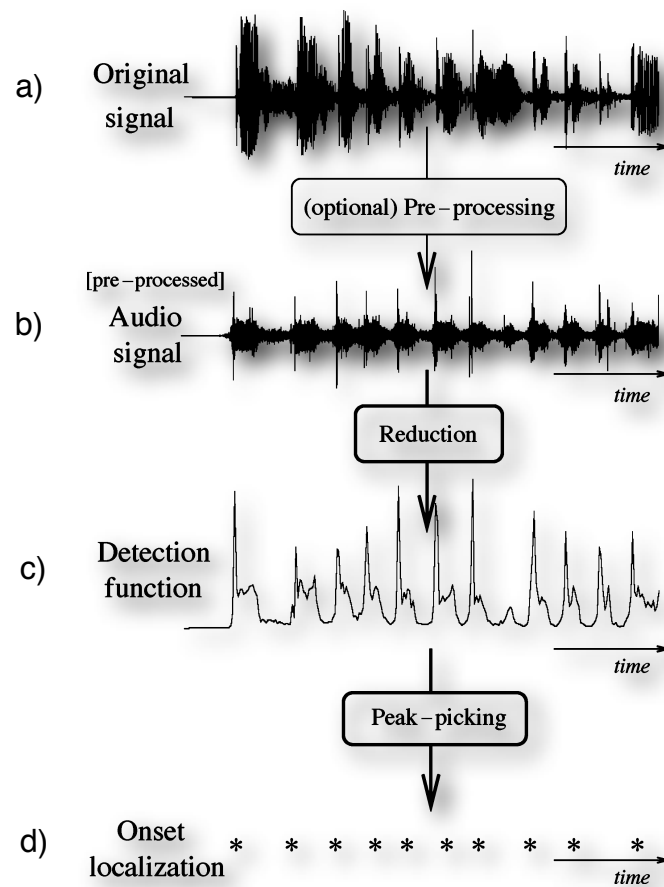 a)
Original
signal
time
(optional) Pre–processing
[pre–processed]
b)
Audio
signal
time
Reduction
c)
Detection
function
time
Peak–picking
d)
Onset
localization
* * * * * * * * * *
time